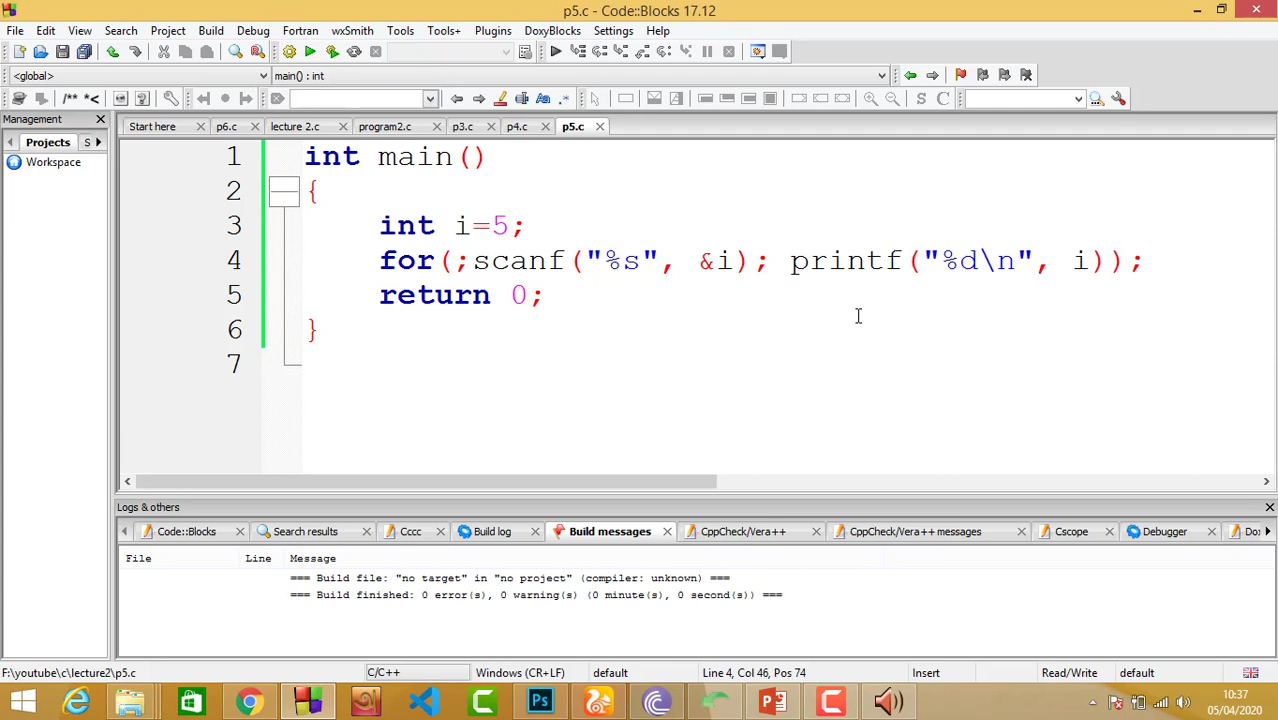 p5.c - Code::Blocks 17.12
File Edit View Search Project Build Debug Fortran wxSmith Tools Tools+ Plugins DoxyBlocks Settings Help
<global> main() : int
/** *< S C
Management
Start here p6.c lecture 2.c program2.c p3.c p4.c p5.c
Projects S
Workspace
1 int main()
2 {
3 int i=5;
4 for(;scanf("%s", &i); printf("%d\n", i));
5 return 0;
6 }
7
Logs & others
Code::Blocks Search results Cccc Build log Build messages CppCheck/Vera++ CppCheck/Vera++ messages Cscope Debugger Do
File Line Message
=== Build file: "no target" in "no project" (compiler: unknown) ===
=== Build finished: 0 error(s), 0 warning(s) (0 minute(s), 0 second(s)) ===
F:\youtube\c\lecture2\p5.c C/C++ Windows (CR+LF) default Line 4, Col 46, Pos 74 Insert Read/Write default
10:37
05/04/2020